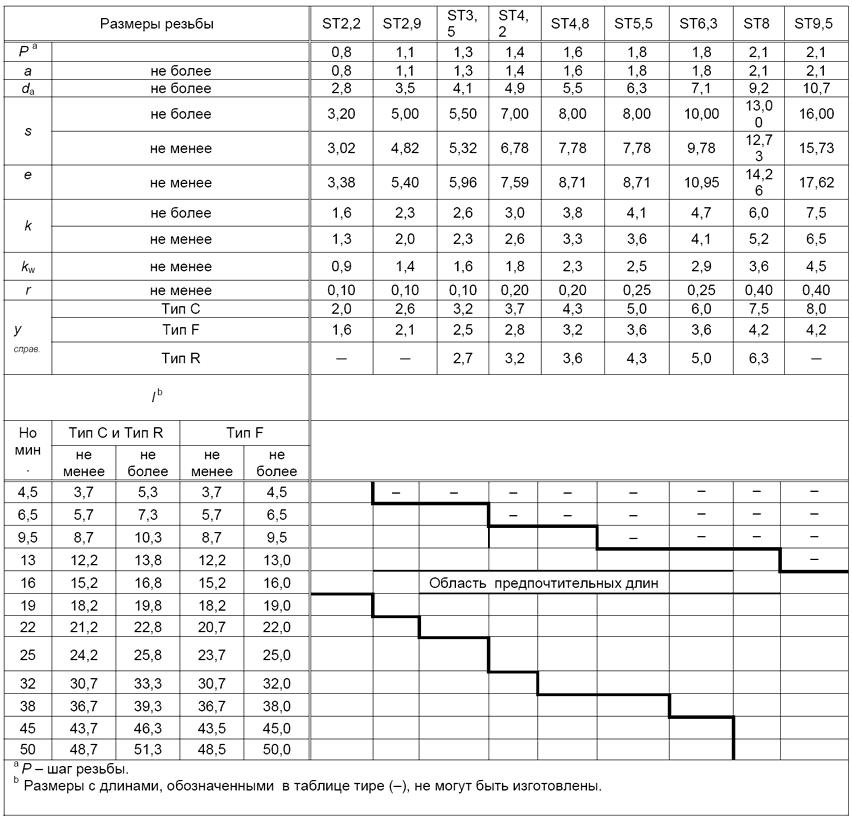 Размеры резьбы ST2,2 ST2,9 ST3,5 ST4,2 ST4,8 ST5,5 ST6,3 ST8 ST9,5
P a 0,8 1,1 1,3 1,4 1,6 1,8 1,8 2,1 2,1
a не более 0,8 1,1 1,3 1,4 1,6 1,8 1,8 2,1 2,1
da не более 2,8 3,5 4,1 4,9 5,5 6,3 7,1 9,2 10,7
s не более 3,20 5,00 5,50 7,00 8,00 8,00 10,00 13,00 16,00
не менее 3,02 4,82 5,32 6,78 7,78 7,78 9,78 12,73 15,73
e не менее 3,38 5,40 5,96 7,59 8,71 8,71 10,95 14,26 17,62
k не более 1,6 2,3 2,6 3,0 3,8 4,1 4,7 6,0 7,5
не менее 1,3 2,0 2,3 2,6 3,3 3,6 4,1 5,2 6,5
kw не менее 0,9 1,4 1,6 1,8 2,3 2,5 2,9 3,6 4,5
r не менее 0,10 0,10 0,10 0,20 0,20 0,25 0,25 0,40 0,40
y справ. Тип C 2,0 2,6 3,2 3,7 4,3 5,0 6,0 7,5 8,0
Тип F 1,6 2,1 2,5 2,8 3,2 3,6 3,6 4,2 4,2
Тип R — — 2,7 3,2 3,6 4,3 5,0 6,3 —
l b
Номин. Тип C и Тип R Тип F
не менее не более не менее не более
4,5 3,7 5,3 3,7 4,5 – – – – – – – –
6,5 5,7 7,3 5,7 6,5 – – – – – –
9,5 8,7 10,3 8,7 9,5 – – – –
13 12,2 13,8 12,2 13,0 –
16 15,2 16,8 15,2 16,0 Область предпочтительных длин
19 18,2 19,8 18,2 19,0
22 21,2 22,8 20,7 22,0
25 24,2 25,8 23,7 25,0
32 30,7 33,3 30,7 32,0
38 36,7 39,3 36,7 38,0
45 43,7 46,3 43,5 45,0
50 48,7 51,3 48,5 50,0
a P – шаг резьбы.
b Размеры с длинами, обозначенными в таблице тире (–), не могут быть изготовлены.